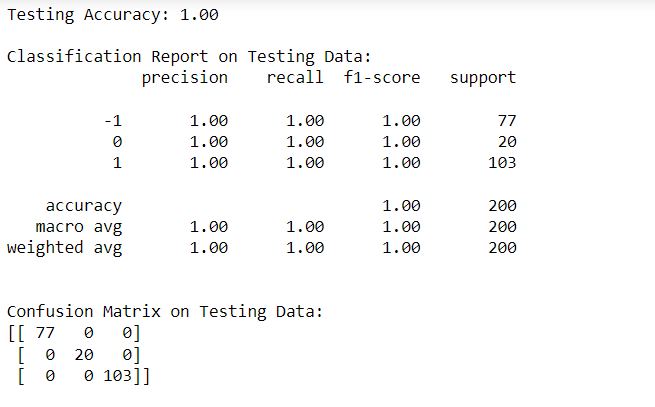 Testing Accuracy: 1.00
Classification Report on Testing Data:
precision recall f1-score support
-1 1.00 1.00 1.00 77
0 1.00 1.00 1.00 20
1 1.00 1.00 1.00 103
accuracy 1.00 200
macro avg 1.00 1.00 1.00 200
weighted avg 1.00 1.00 1.00 200
Confusion Matrix on Testing Data:
[[ 77 0 0]
[ 0 20 0]
[ 0 0 103]]